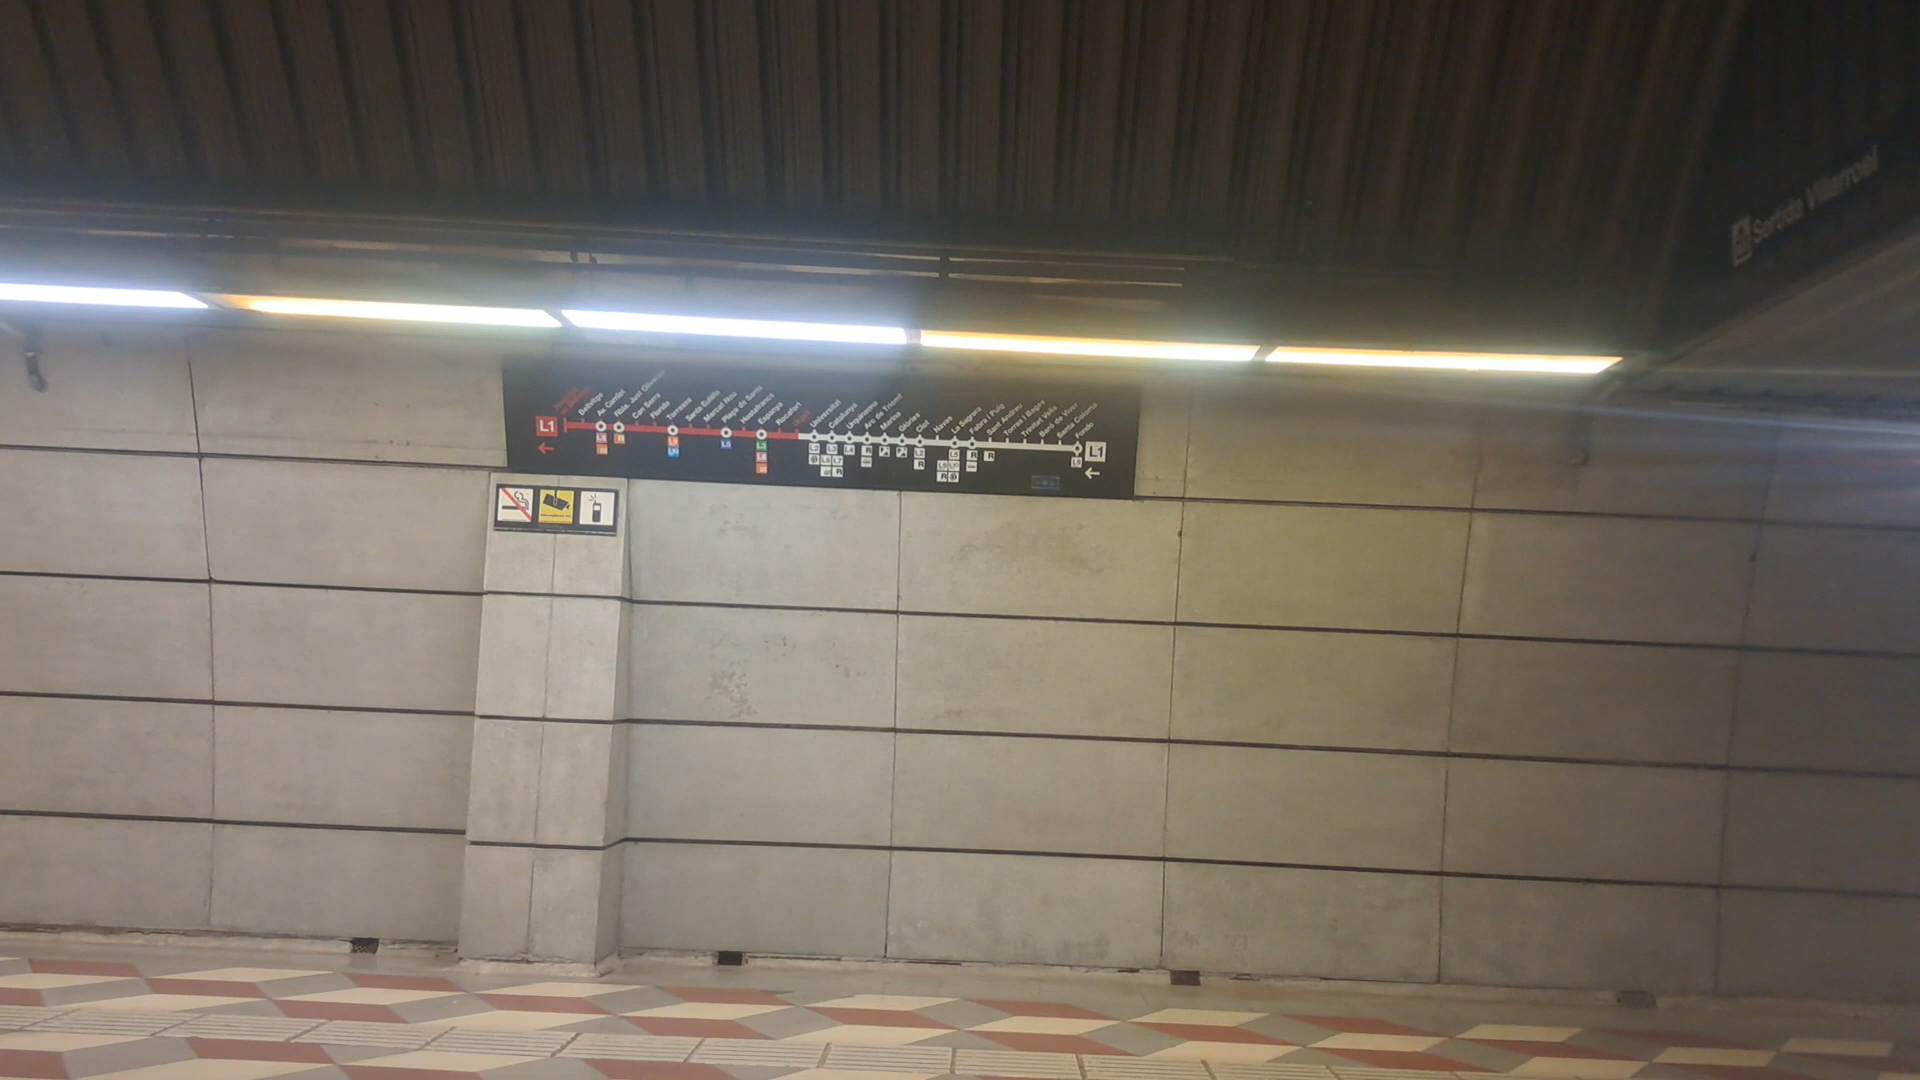 Sortida Villarroel
L1
Bellvitge
Av. Carrilet
Rbla. Just Oliveras
Can Serra
Florida
Torrassa
Santa Eulàlia
Mercat Nou
Plaça de Sants
Hostafrancs
Espanya
Rocafort
Urgell
Universitat
Catalunya
Urquinaona
Arc de Triomf
Marina
Glòries
Clot
Navas
La Sagrera
Fabra i Puig
Sant Andreu
Torras i Bages
Trinitat Vella
Baró de Viver
Santa Coloma
Fondo
L1